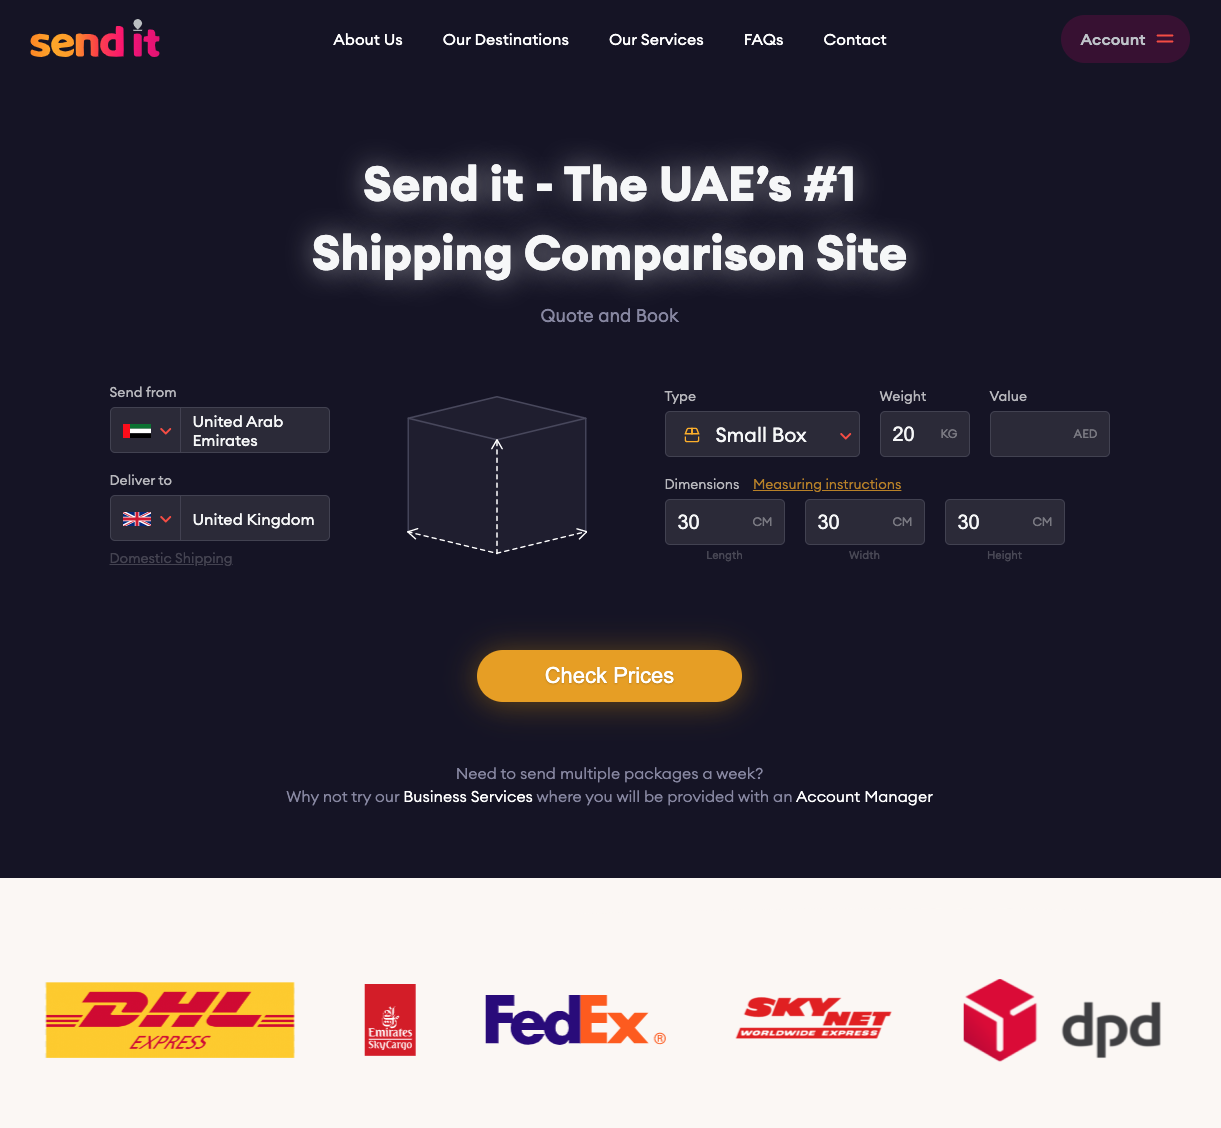 send it
About Us
Our Destinations
Our Services
FAQs
Contact
Account
Send it - The UAE’s #1
Shipping Comparison Site
Quote and Book
Send from
United Arab
Emirates
Deliver to
United Kingdom
Domestic Shipping
Type
Weight
Value
Small Box
20 KG
AED
Dimensions Measuring instructions
30 CM
30 CM
30 CM
Length
Width
Height
Check Prices
Need to send multiple packages a week?
Why not try our Business Services where you will be provided with an Account Manager
DHL
EXPRESS
Emirates
SkyCargo
FedEx ®
SKY
NET
WORLDWIDE EXPRESS
dpd